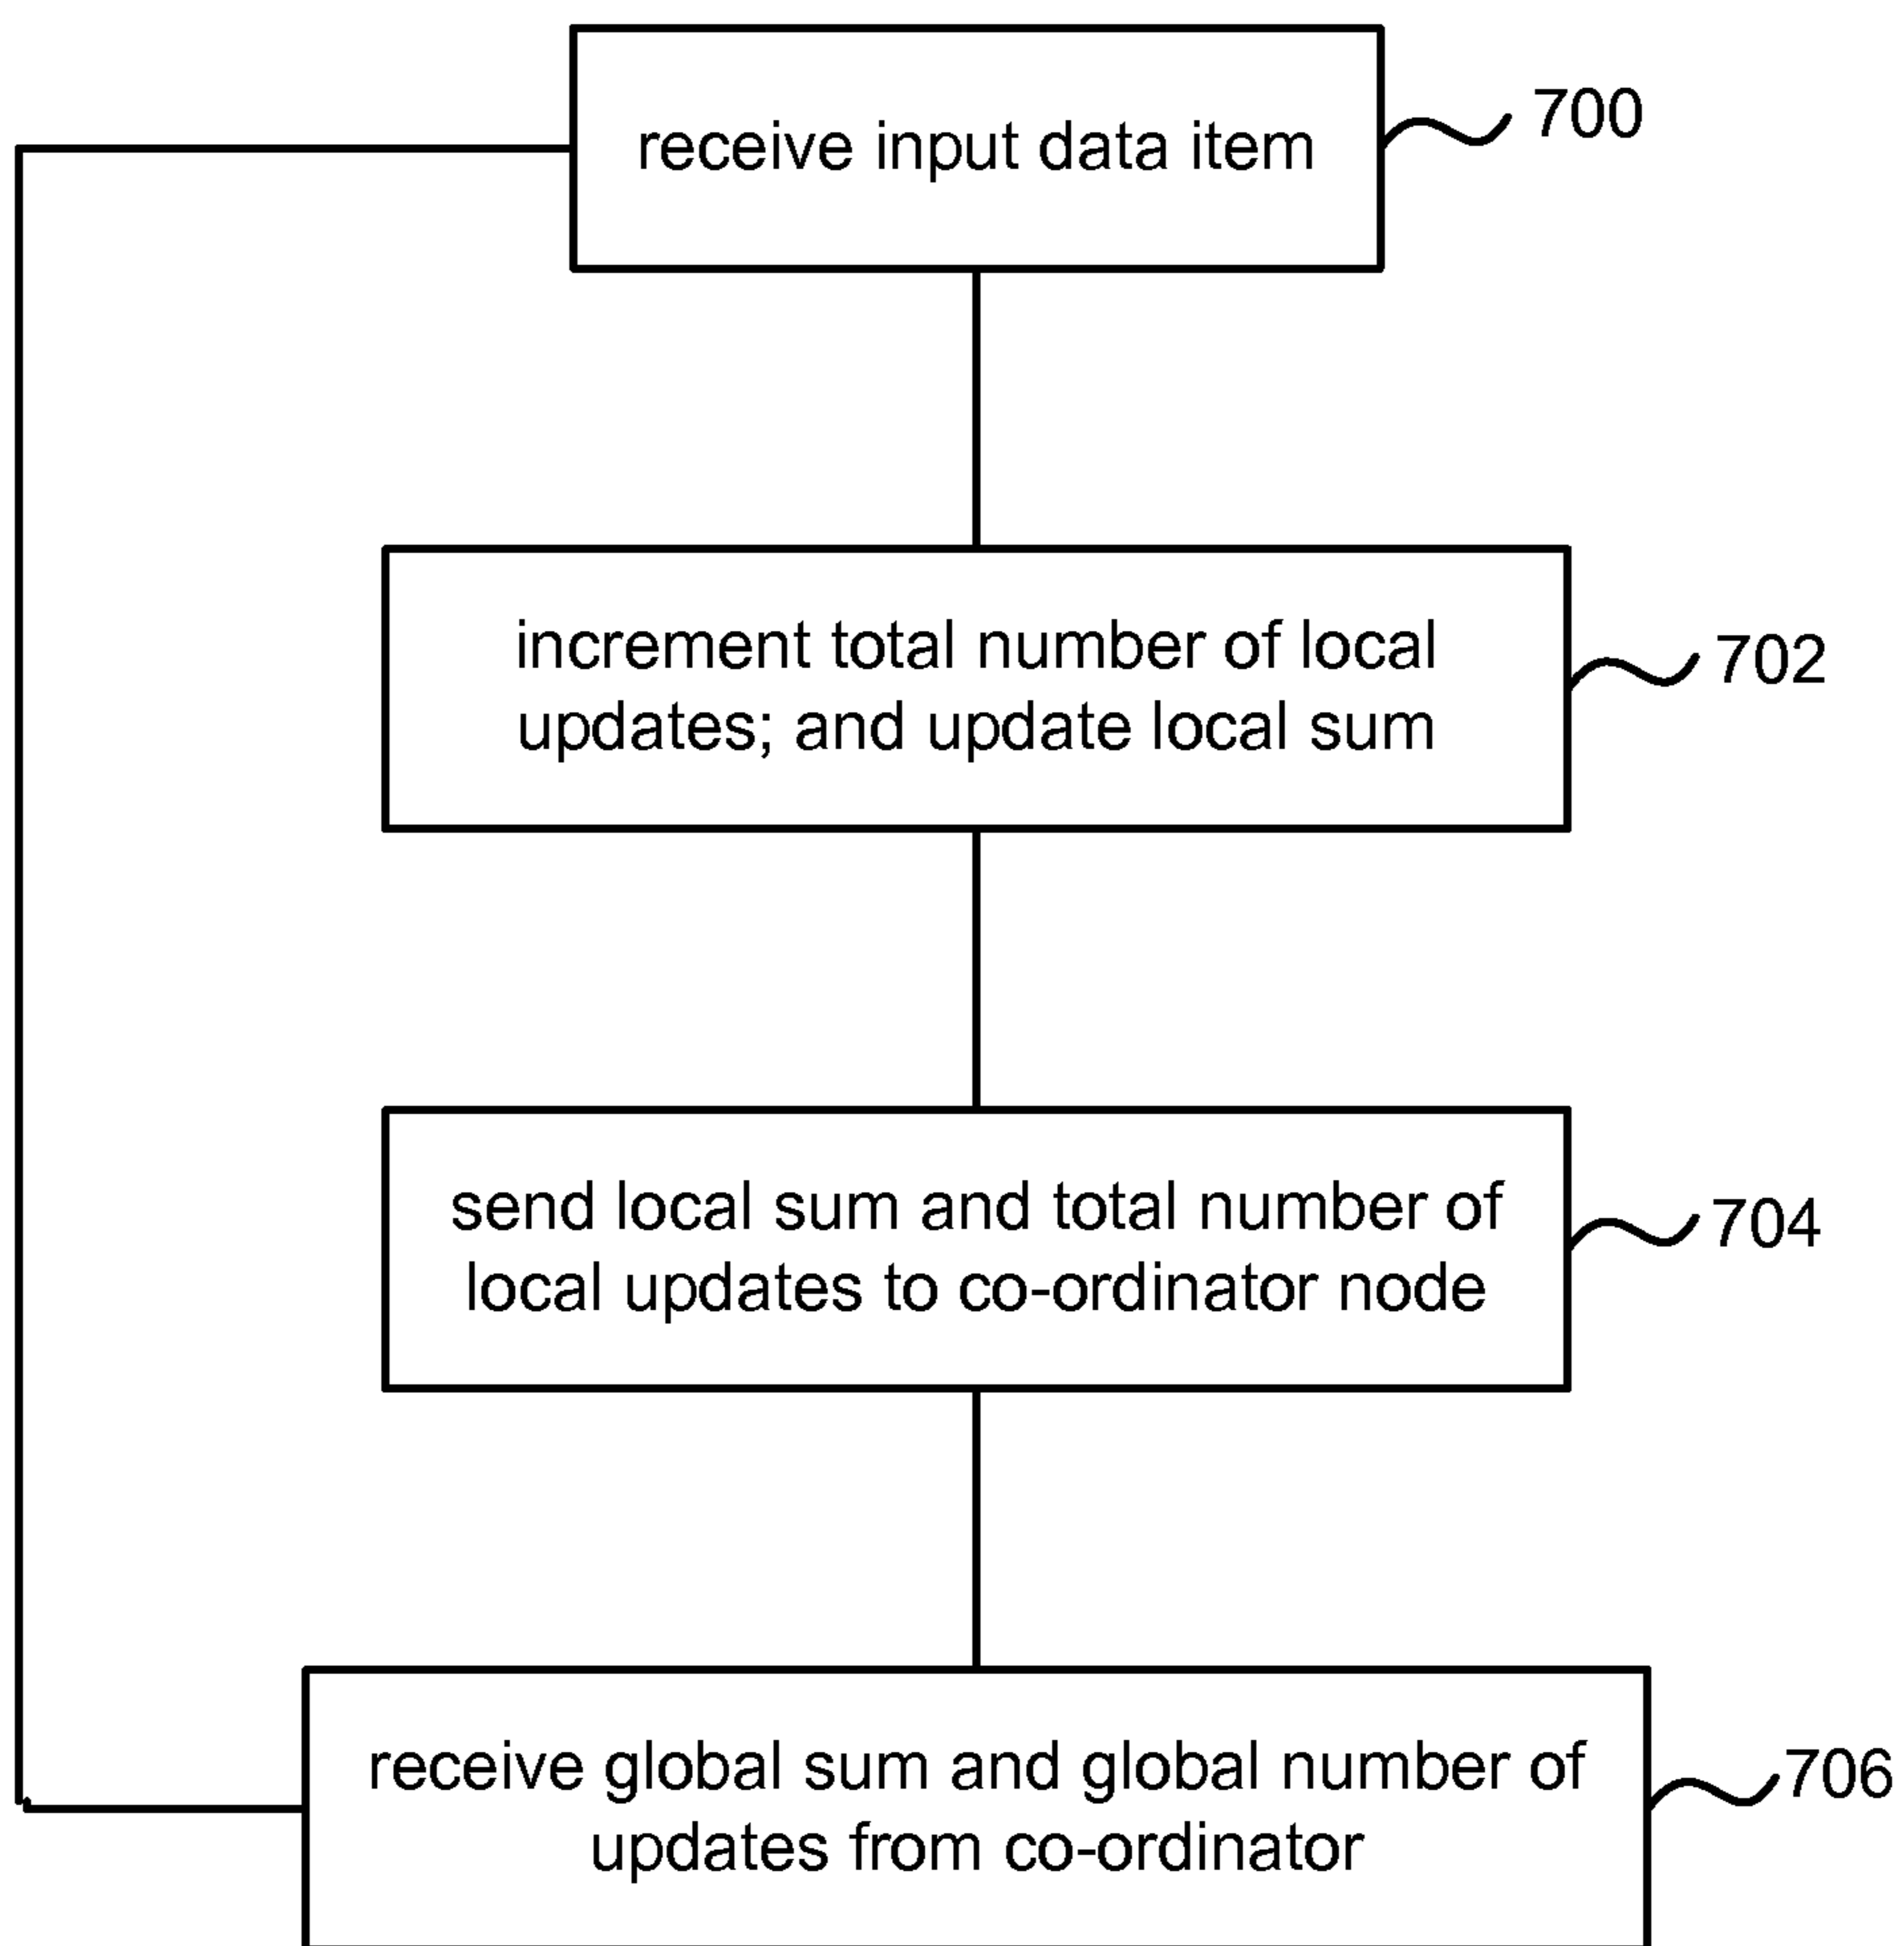 receive input data item
700
increment total number of local
updates; and update local sum
702
send local sum and total number of
local updates to co-ordinator node
704
receive global sum and global number of
updates from co-ordinator
706